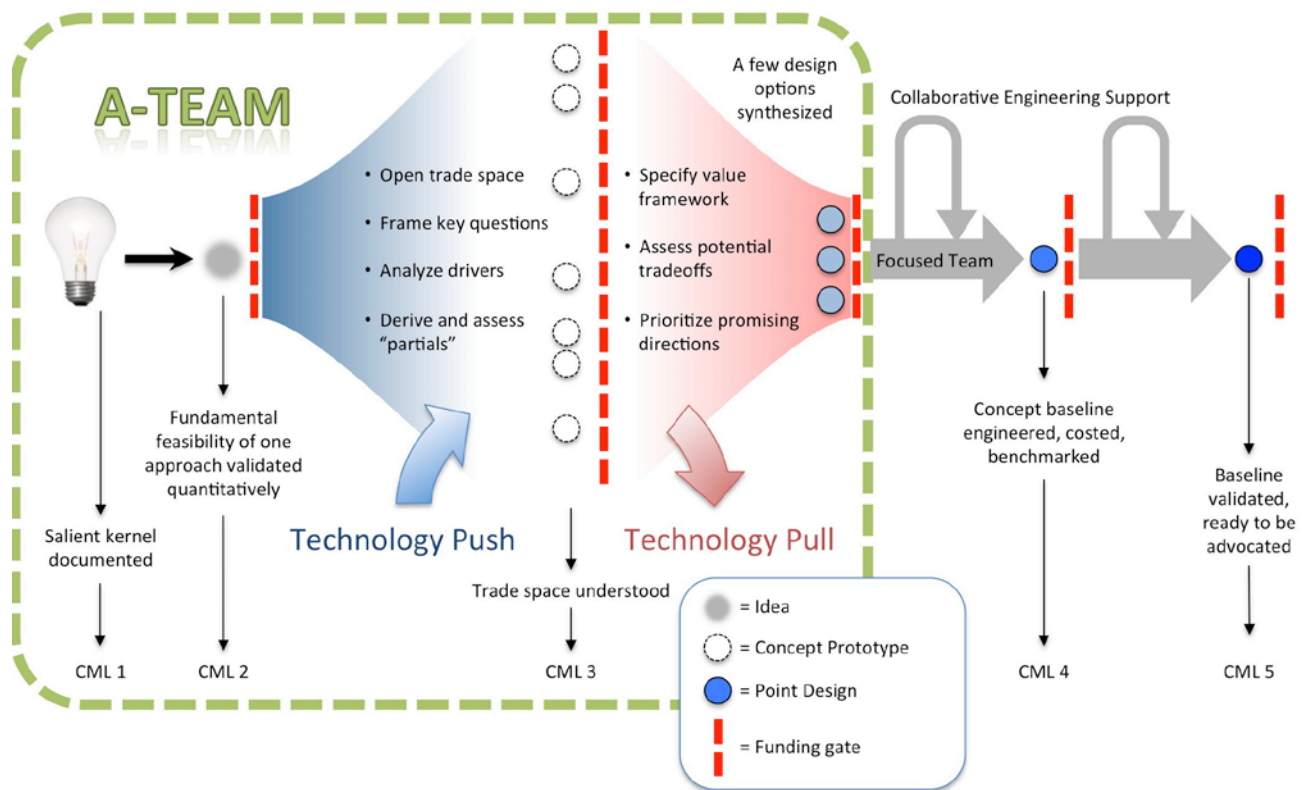 A-TEAM
• Open trade space
• Frame key questions
• Analyze drivers
• Derive and assess
"partials"
Technology Push
A few design
options
synthesized
• Specify value
framework
• Assess potential
tradeoffs
• Prioritize promising
directions
Technology Pull
Collaborative Engineering Support
Focused Team
Salient kernel
documented
Fundamental
feasibility of one
approach validated
quantitatively
Trade space understood
Concept baseline
engineered, costed,
benchmarked
Baseline
validated,
ready to be
advocated
CML 1
CML 2
CML 3
CML 4
CML 5
= Idea
= Concept Prototype
= Point Design
= Funding gate